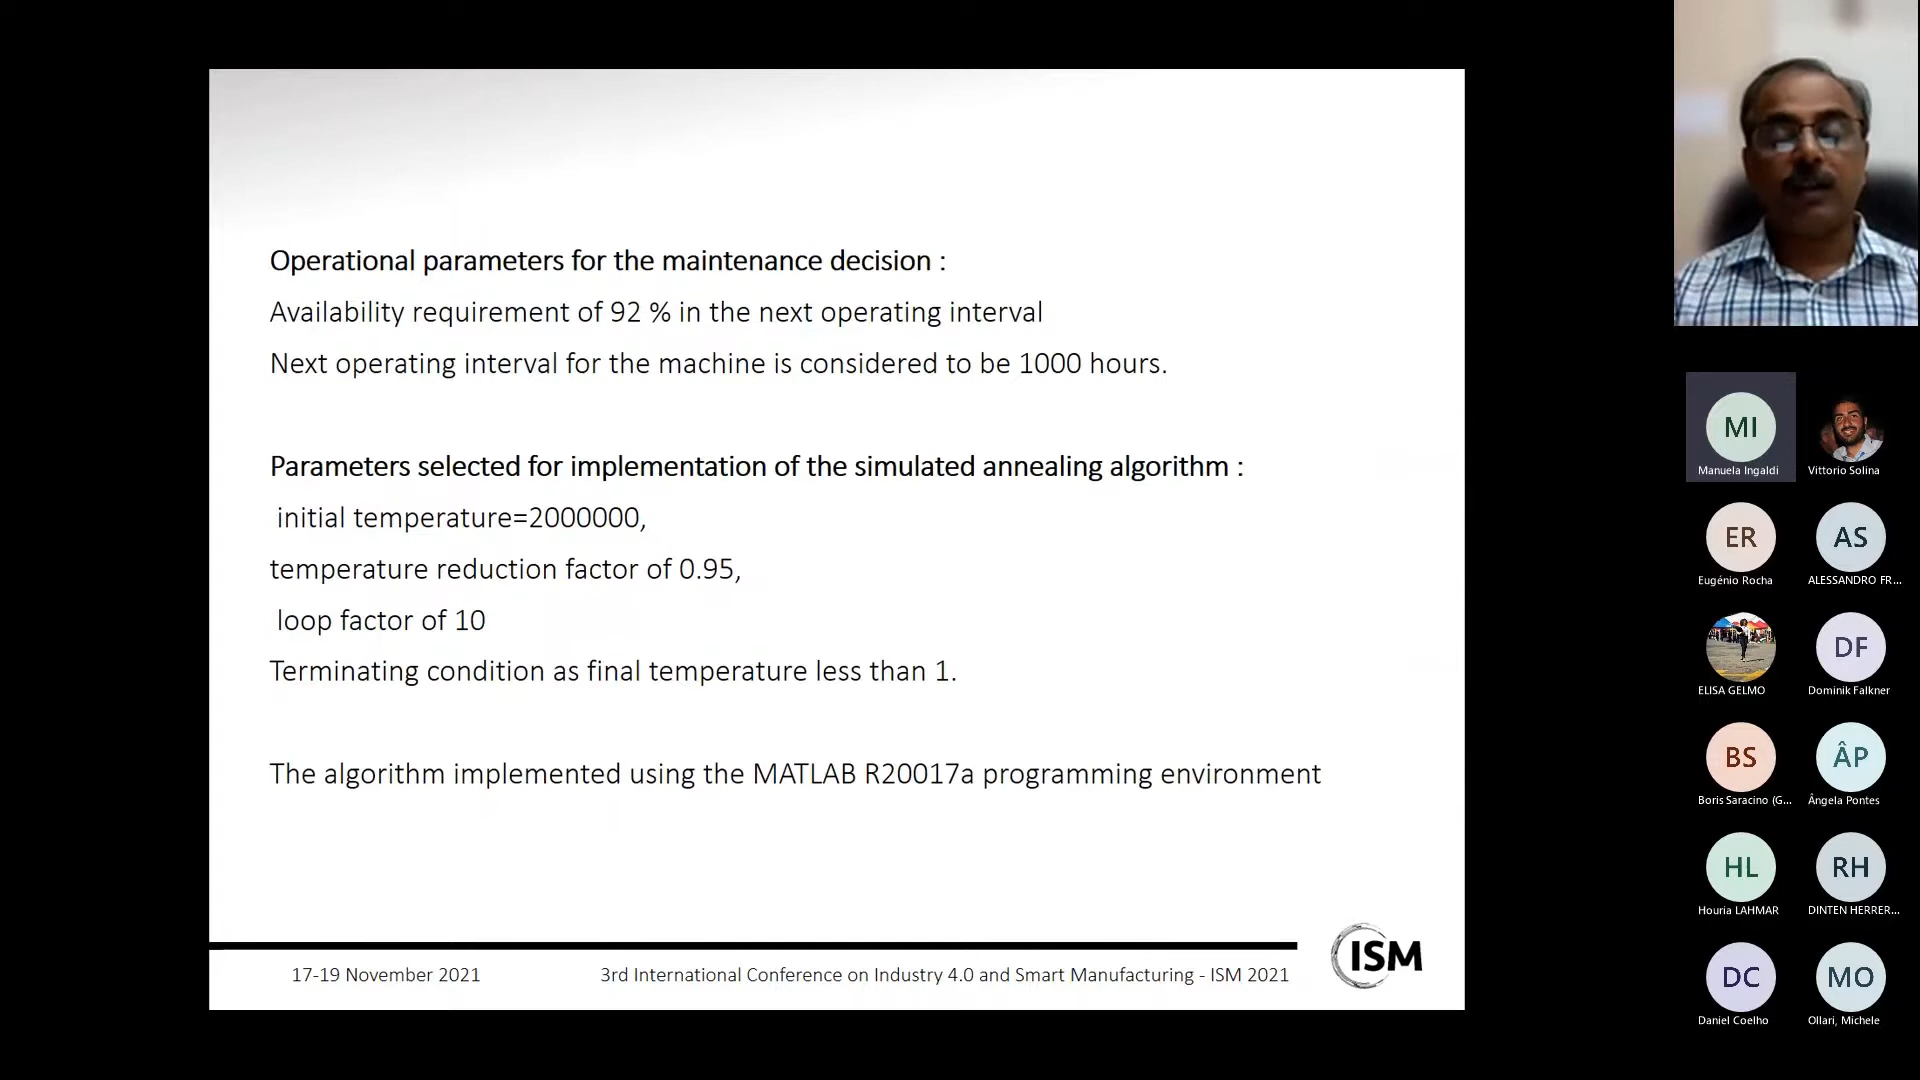 Operational parameters for the maintenance decision :
Availability requirement of 92 % in the next operating interval
Next operating interval for the machine is considered to be 1000 hours.
Parameters selected for implementation of the simulated annealing algorithm :
initial temperature=2000000,
temperature reduction factor of 0.95,
loop factor of 10
Terminating condition as final temperature less than 1.
The algorithm implemented using the MATLAB R20017a programming environment
17-19 November 2021
3rd International Conference on Industry 4.0 and Smart Manufacturing - ISM 2021
ISM
MI
Manuela Ingaldi
Vittorio Solina
ER
Eugénio Rocha
AS
ALESSANDRO FR...
ELISA GELMO
DF
Dominik Falkner
BS
Boris Saracino (G...
ÂP
Ângela Pontes
HL
Houria LAHMAR
RH
DINTEN HERRER...
DC
Daniel Coelho
MO
Ollari, Michele